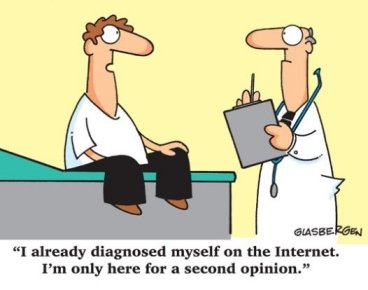 GLASBERGEN
“I already diagnosed myself on the Internet.
I’m only here for a second opinion.”